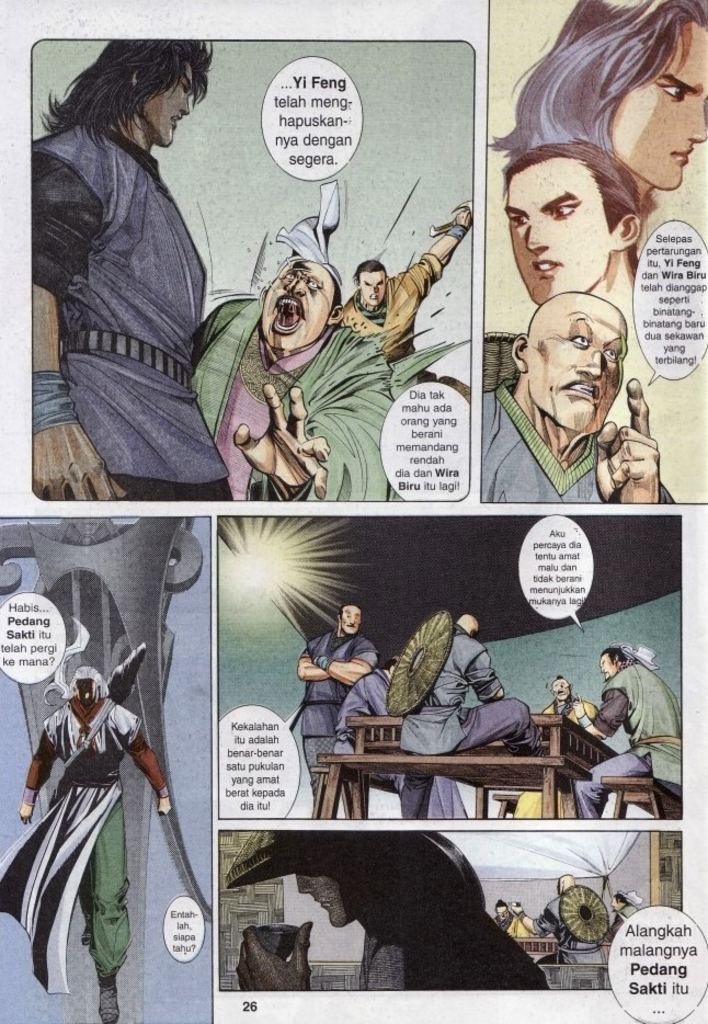 ...Yi Feng
telah meng-
hapuskan-
nya dengan
segera.
Dia tak
mahu ada
orang yang
berani
memandang
rendah
dia dan Wira
Biru itu lagi!
Selepas
pertarungan
itu, Yi Feng
dan Wira Biru
telah dianggap
seperti
binatang-
binatang baru
dua sekawan
yang
terbilang!
Habis...
Pedang
Sakti itu
telah pergi
ke mana?
Entah-
lah,
siapa
tahu?
Aku
percaya dia
tentu amat
malu dan
tidak berani
menunjukkan
mukanya lagi!
Kekalahan
itu adalah
benar-benar
satu pukulan
yang amat
berat kepada
dia itu!
Alangkah
malangnya
Pedang
Sakti itu
...
26